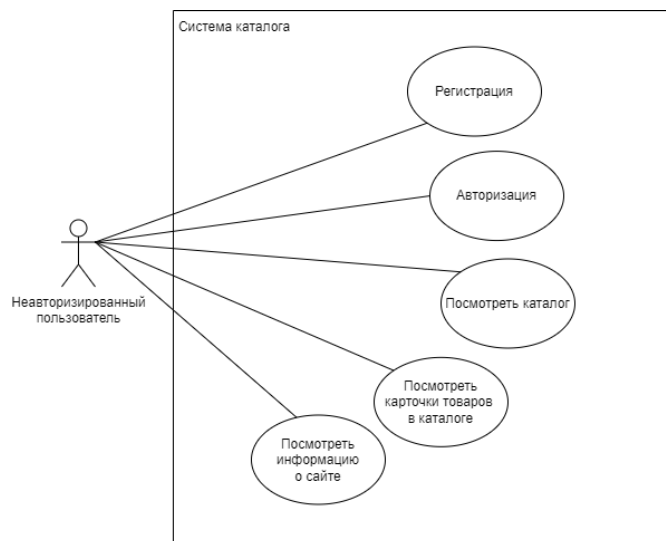 Система каталога
Регистрация
Авторизация
Неавторизированный
пользователь
Посмотреть каталог
Посмотреть
карточки товаров
в каталоге
Посмотреть
информацию
о сайте